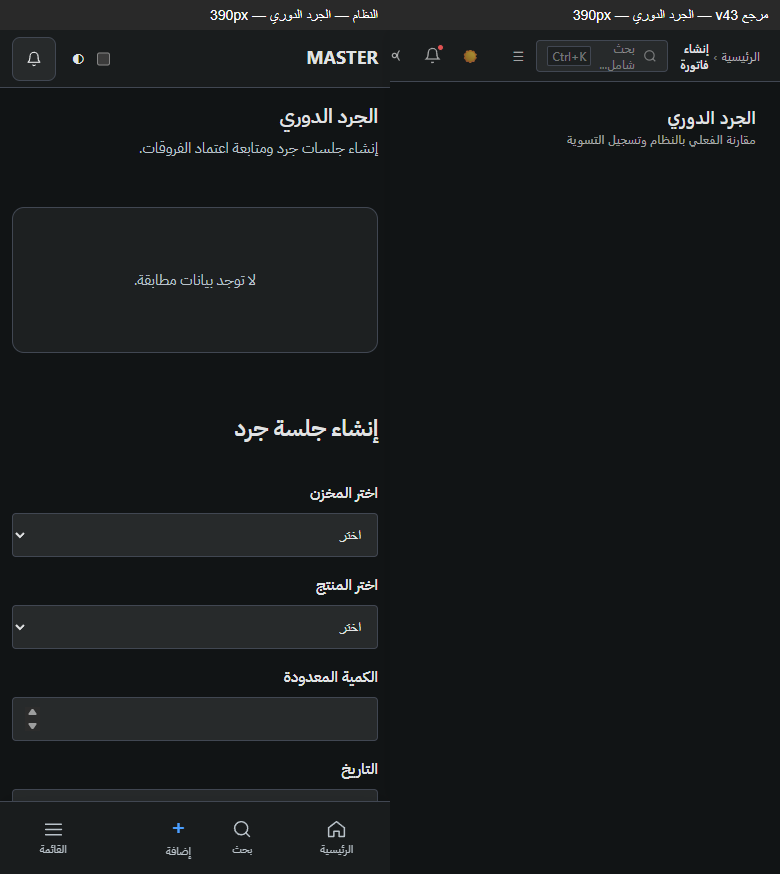 مرجع v43 — الجرد الدوري — 390px
الرئيسية › إنشاء فاتورة
بحث شامل...
Ctrl+K
الجرد الدوري
مقارنة الفعلي بالنظام وتسجيل التسوية
النظام — الجرد الدوري — 390px
MASTER
الجرد الدوري
إنشاء جلسات جرد ومتابعة اعتماد الفروقات.
لا توجد بيانات مطابقة.
إنشاء جلسة جرد
اختر المخزن
اختر
اختر المنتج
اختر
الكمية المعدودة
التاريخ
الرئيسية
بحث
إضافة
القائمة